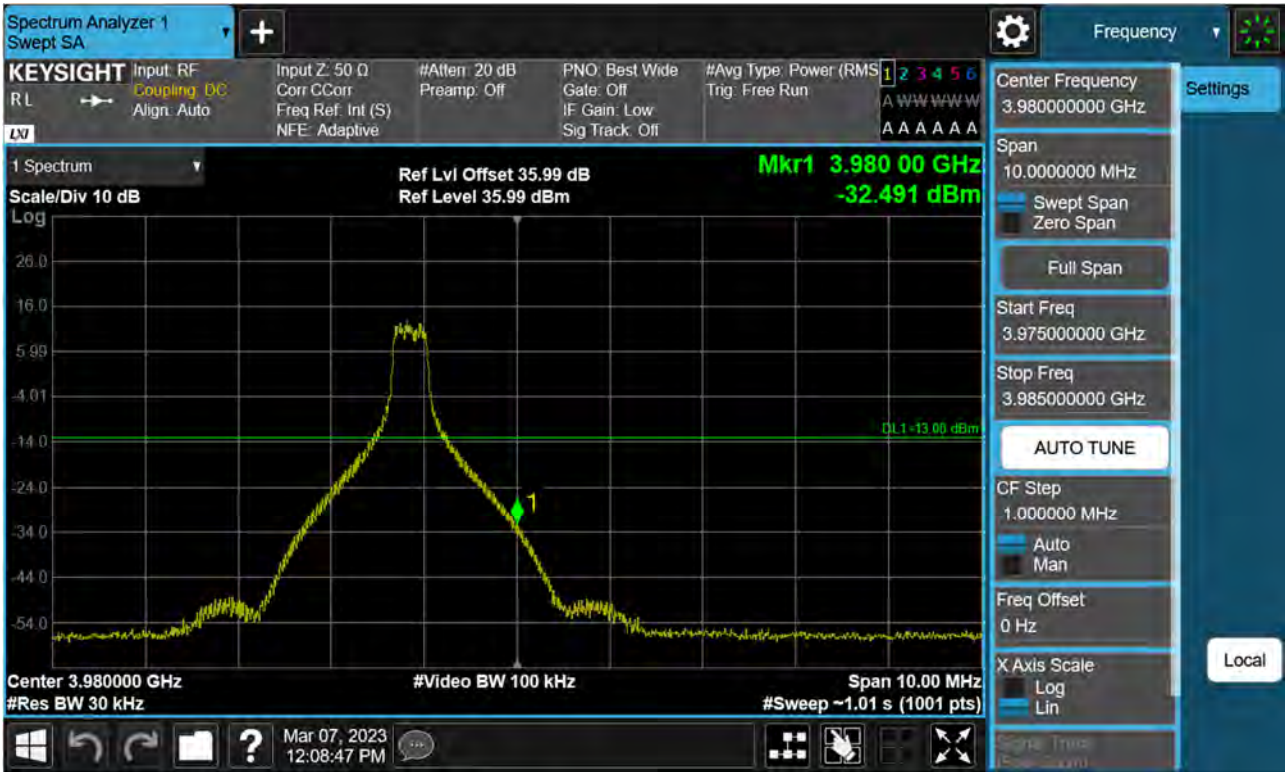 Spectrum Analyzer 1
Swept SA
+
Frequency
KEYSIGHT
RL
LXI
Input: RF
Coupling: DC
Align: Auto
Input Z: 50 Ω
Corr CCorr
Freq Ref: Int (S)
NFE: Adaptive
#Atten: 20 dB
Preamp: Off
PNO: Best Wide
Gate: Off
IF Gain: Low
Sig Track: Off
#Avg Type: Power (RMS
Trig: Free Run
1 2 3 4 5 6
A W W W W W
A A A A A A
1 Spectrum
Scale/Div 10 dB
Log
Ref Lvl Offset 35.99 dB
Ref Level 35.99 dBm
Mkr1 3.980 00 GHz
-32.491 dBm
26.0
16.0
5.99
-4.01
-14.0
-24.0
-34.0
-44.0
-54.0
DL1 -13.00 dBm
1
Center 3.980000 GHz
#Res BW 30 kHz
#Video BW 100 kHz
Span 10.00 MHz
#Sweep ~1.01 s (1001 pts)
Center Frequency
3.980000000 GHz
Span
10.0000000 MHz
Swept Span
Zero Span
Full Span
Start Freq
3.975000000 GHz
Stop Freq
3.985000000 GHz
AUTO TUNE
CF Step
1.000000 MHz
Auto
Man
Freq Offset
0 Hz
X Axis Scale
Log
Lin
Settings
Local
?
Mar 07, 2023
12:08:47 PM